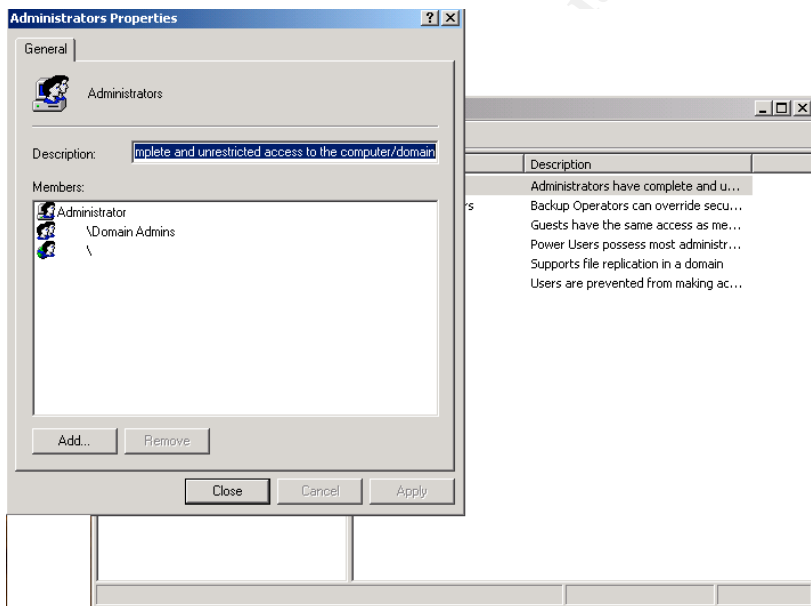 Administrators Properties
General
Administrators
Description: mplete and unrestricted access to the computer/domain
Members:
Administrator
\Domain Admins
\
Add... Remove
Close Cancel Apply
Description
Administrators have complete and u...
rs Backup Operators can override secu...
Guests have the same access as me...
Power Users possess most administr...
Supports file replication in a domain
Users are prevented from making ac...